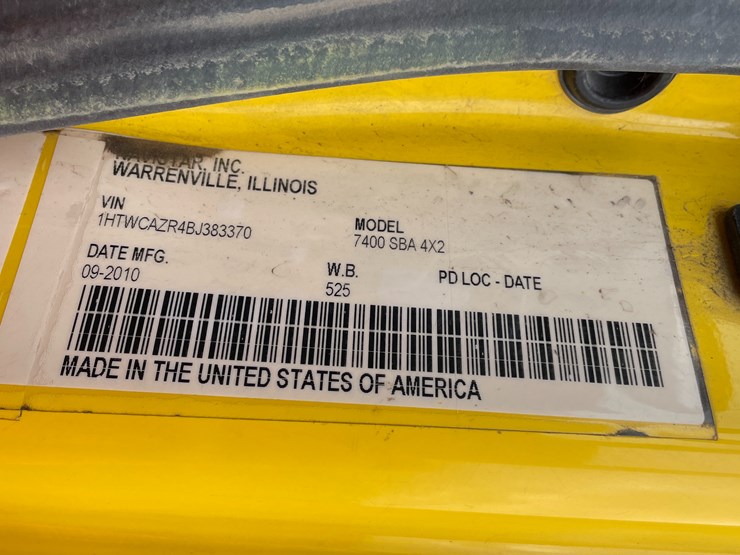 NAVISTAR, INC.
WARRENVILLE, ILLINOIS
VIN
1HTWCAZR4BJ383370
MODEL
7400 SBA 4X2
DATE MFG.
09-2010
W.B.
525
PD LOC - DATE
MADE IN THE UNITED STATES OF AMERICA